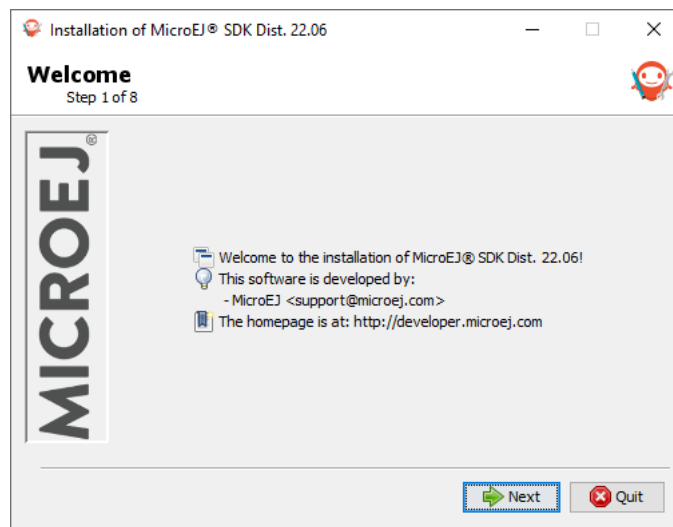 Installation of MicroEJ® SDK Dist. 22.06
Welcome
Step 1 of 8
MICROEJ®
Welcome to the installation of MicroEJ® SDK Dist. 22.06!
This software is developed by:
- MicroEJ <support@microej.com>
The homepage is at: http://developer.microej.com
Next
Quit